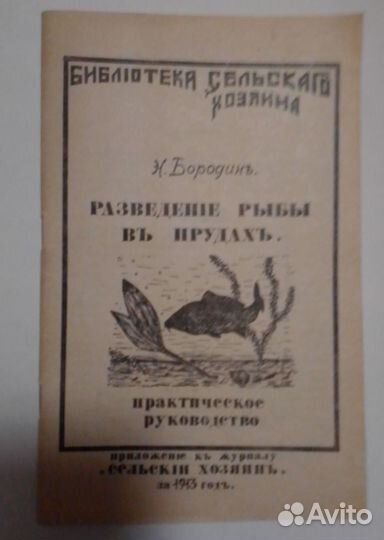 БИБЛІОТЕКА СЕЛЬСКАГО
ХОЗЯИНА
Н. Бородинъ.
РАЗВЕДЕНІЕ РЫБЫ
ВЪ ПРУДАХЪ.
ПРАКТИЧЕСКОЕ
РУКОВОДСТВО
приложеніе къ журналу
„СЕЛЬСКІЙ ХОЗЯИНЪ„
за 1913 годъ.
Avito